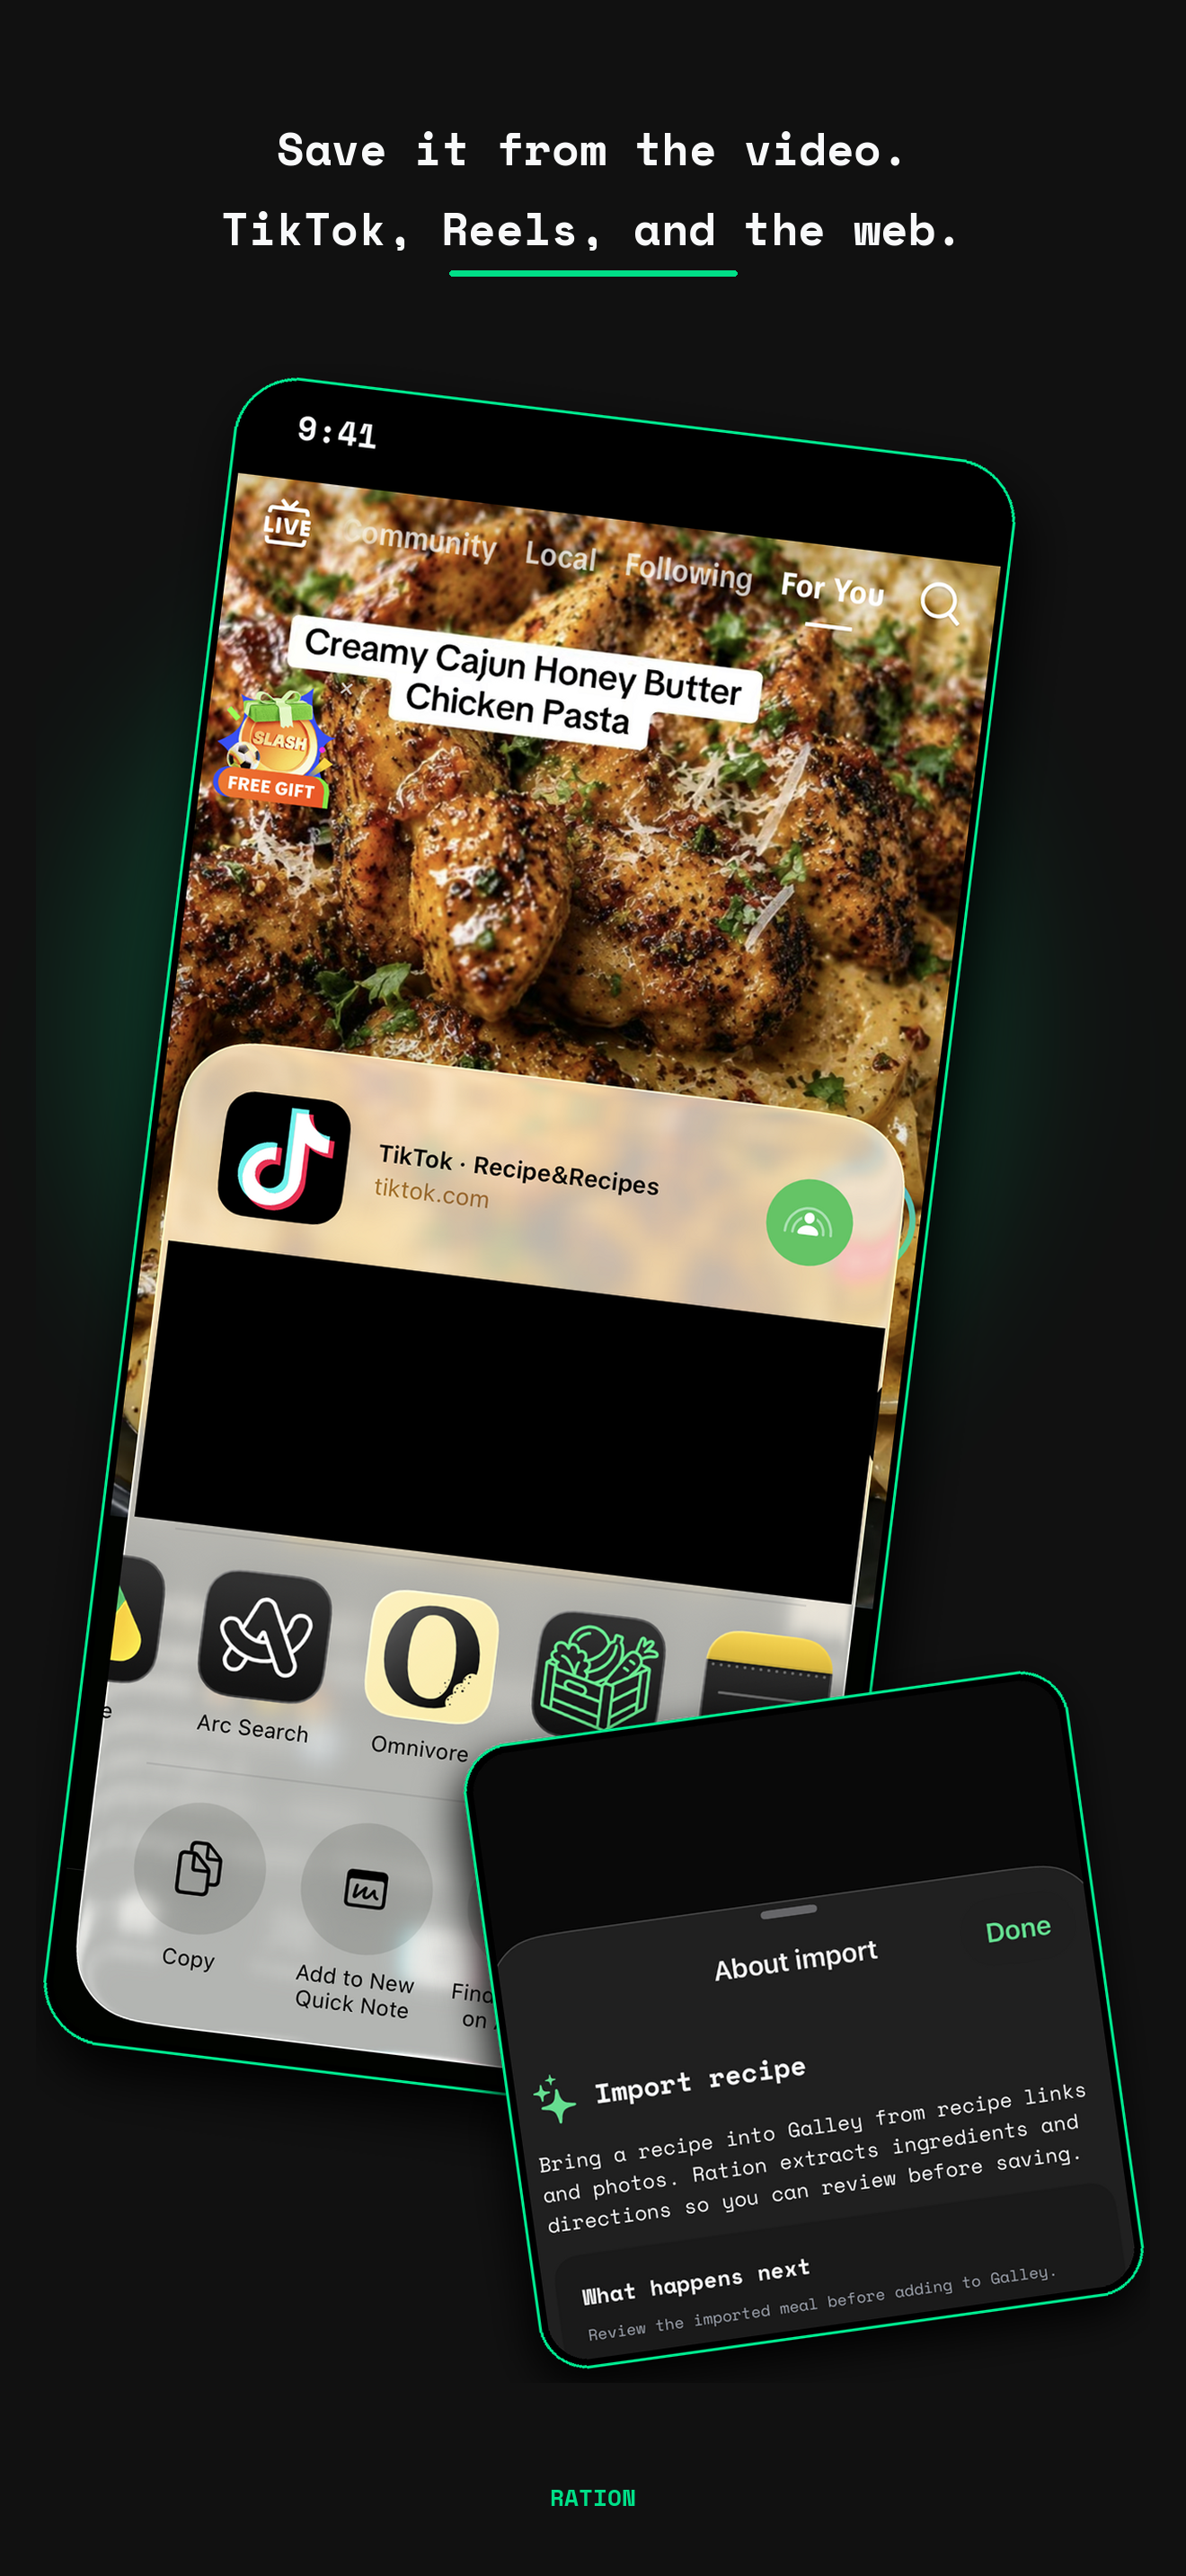 Save it from the video.
TikTok, Reels, and the web.
9:41
LIVE
Community
Local
Following
For You
Creamy Cajun Honey Butter
Chicken Pasta
SLASH
FREE GIFT
TikTok · Recipe&Recipes
tiktok.com
e
Arc Search
Omnivore
Copy
Add to New
Quick Note
Find
on
About import
Done
Import recipe
Bring a recipe into Galley from recipe links
and photos. Ration extracts ingredients and
directions so you can review before saving.
What happens next
Review the imported meal before adding to Galley.
RATION